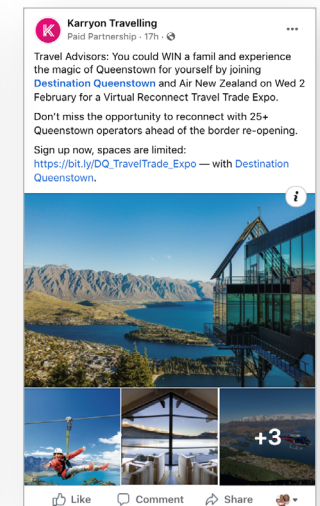 Karryon Travelling
Paid Partnership · 17h ·
Travel Advisors: You could WIN a famil and experience
the magic of Queenstown for yourself by joining
Destination Queenstown and Air New Zealand on Wed 2
February for a Virtual Reconnect Travel Trade Expo.
Don't miss the opportunity to reconnect with 25+
Queenstown operators ahead of the border re-opening.
Sign up now, spaces are limited:
https://bit.ly/DQ_TravelTrade_Expo — with Destination
Queenstown.
+3
Like Comment Share